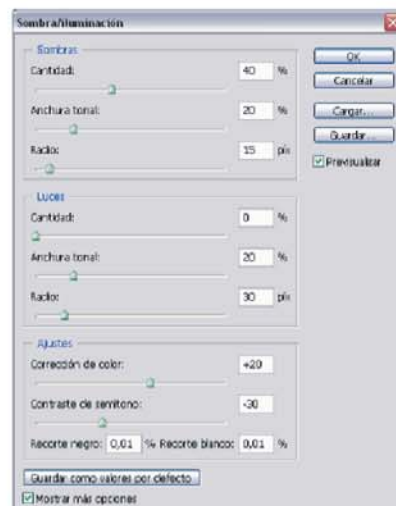 Sombra/iluminación
Sombras
Cantidad: 40 %
Anchura tonal: 20 %
Radio: 15 píx
Luces
Cantidad: 0 %
Anchura tonal: 20 %
Radio: 30 píx
Ajustes
Corrección de color: +20
Contraste de semitono: -30
Recorte negro: 0,01 % Recorte blanco: 0,01 %
Guardar como valores por defecto
Mostrar más opciones
OK
Cancelar
Cargar...
Guardar...
Previsualizar